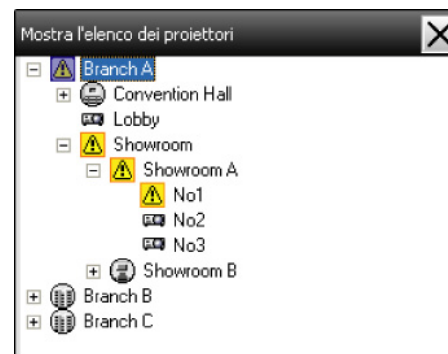 Mostra l'elenco dei proiettori
Branch A
Convention Hall
Lobby
Showroom
Showroom A
No1
No2
No3
Showroom B
Branch B
Branch C